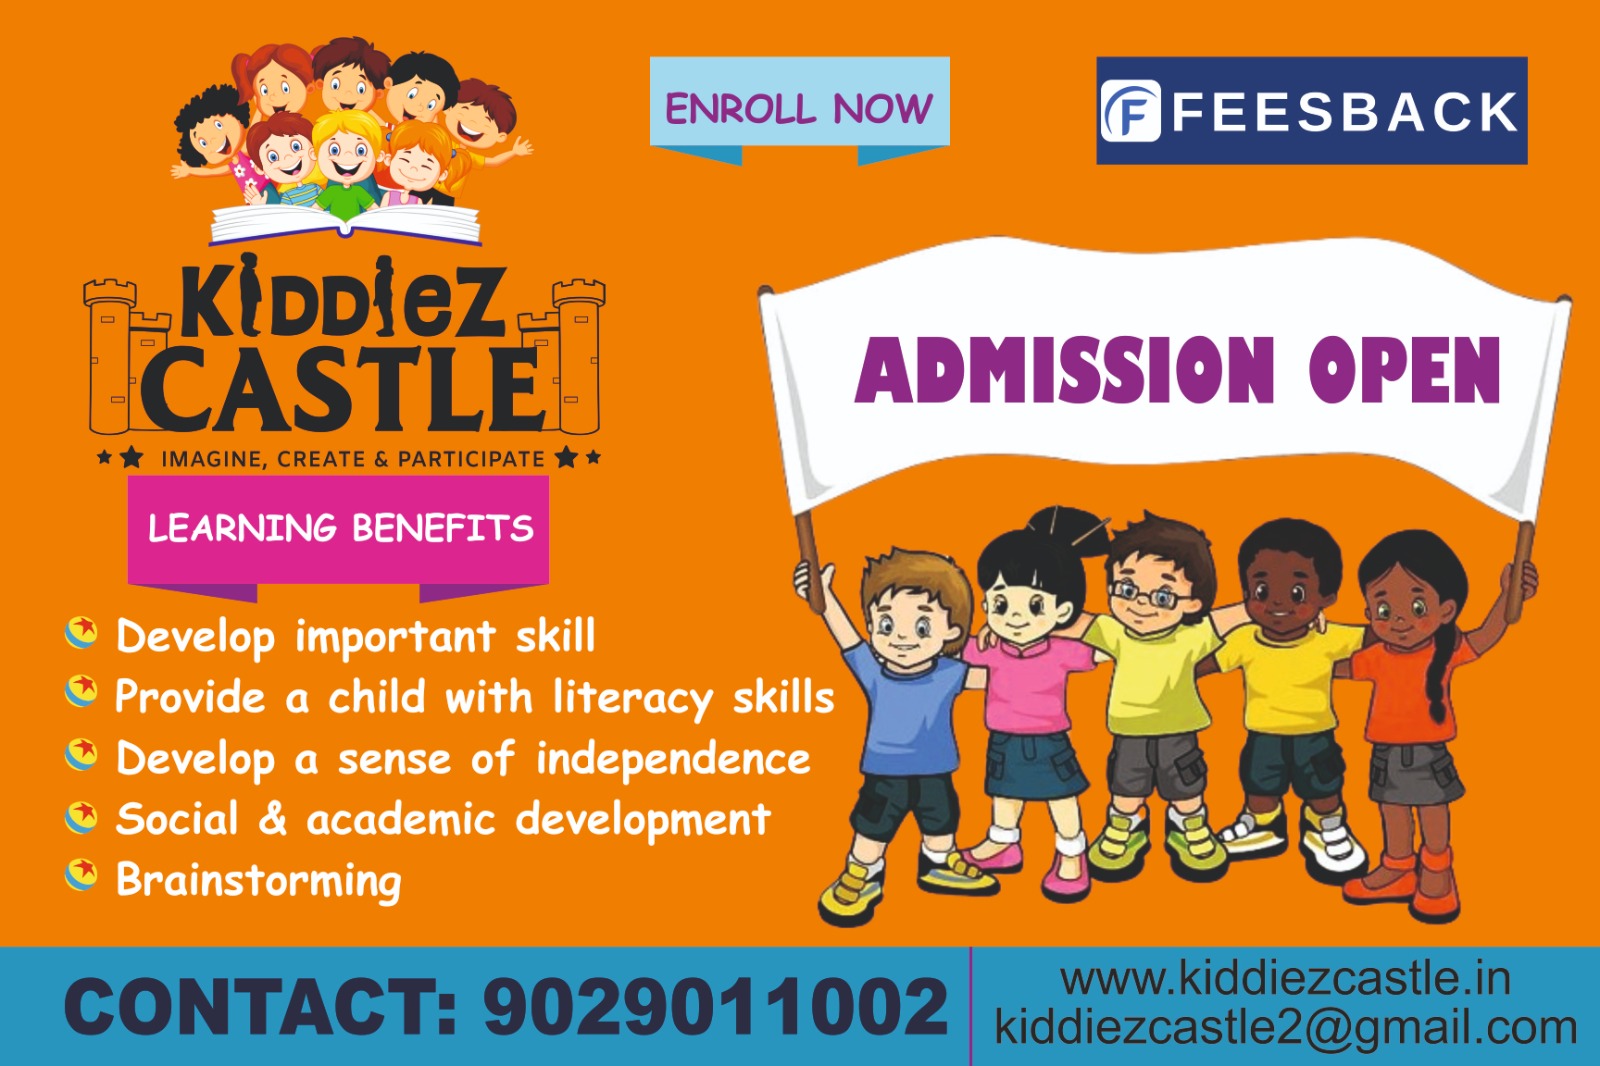 ENROLL NOW
F FEESBACK
KIDDIEZ
CASTLE
IMAGINE, CREATE & PARTICIPATE
ADMISSION OPEN
LEARNING BENEFITS
Develop important skill
Provide a child with literacy skills
Develop a sense of independence
Social & academic development
Brainstorming
CONTACT: 9029011002
www.kiddiezcastle.in
kiddiezcastle2@gmail.com